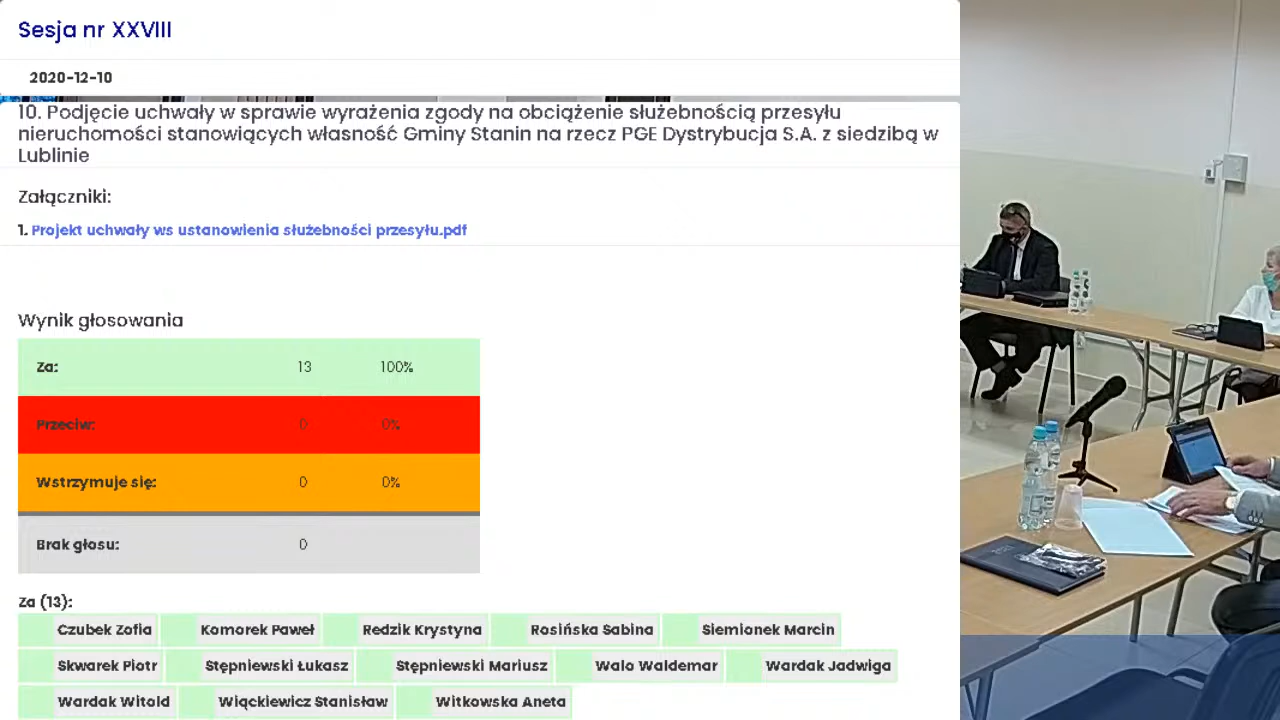 Sesja nr XXVIII
2020-12-10
10. Podjęcie uchwały w sprawie wyrażenia zgody na obciążenie służebnością przesyłu
nieruchomości stanowiących własność Gminy Stanin na rzecz PGE Dystrybucja S.A. z siedzibą w
Lublinie
Załączniki:
1. Projekt uchwały ws ustanowienia służebności przesyłu.pdf
Wynik głosowania
Za: 13 100%
Przeciw: 0 0%
Wstrzymuje się: 0 0%
Brak głosu: 0
Za (13):
Czubek Zofia Komorek Paweł Redzik Krystyna Rosińska Sabina Siemionek Marcin
Skwarek Piotr Stępniewski Łukasz Stępniewski Mariusz Walo Waldemar Wardak Jadwiga
Wardak Witold Wiąckiewicz Stanisław Witkowska Aneta